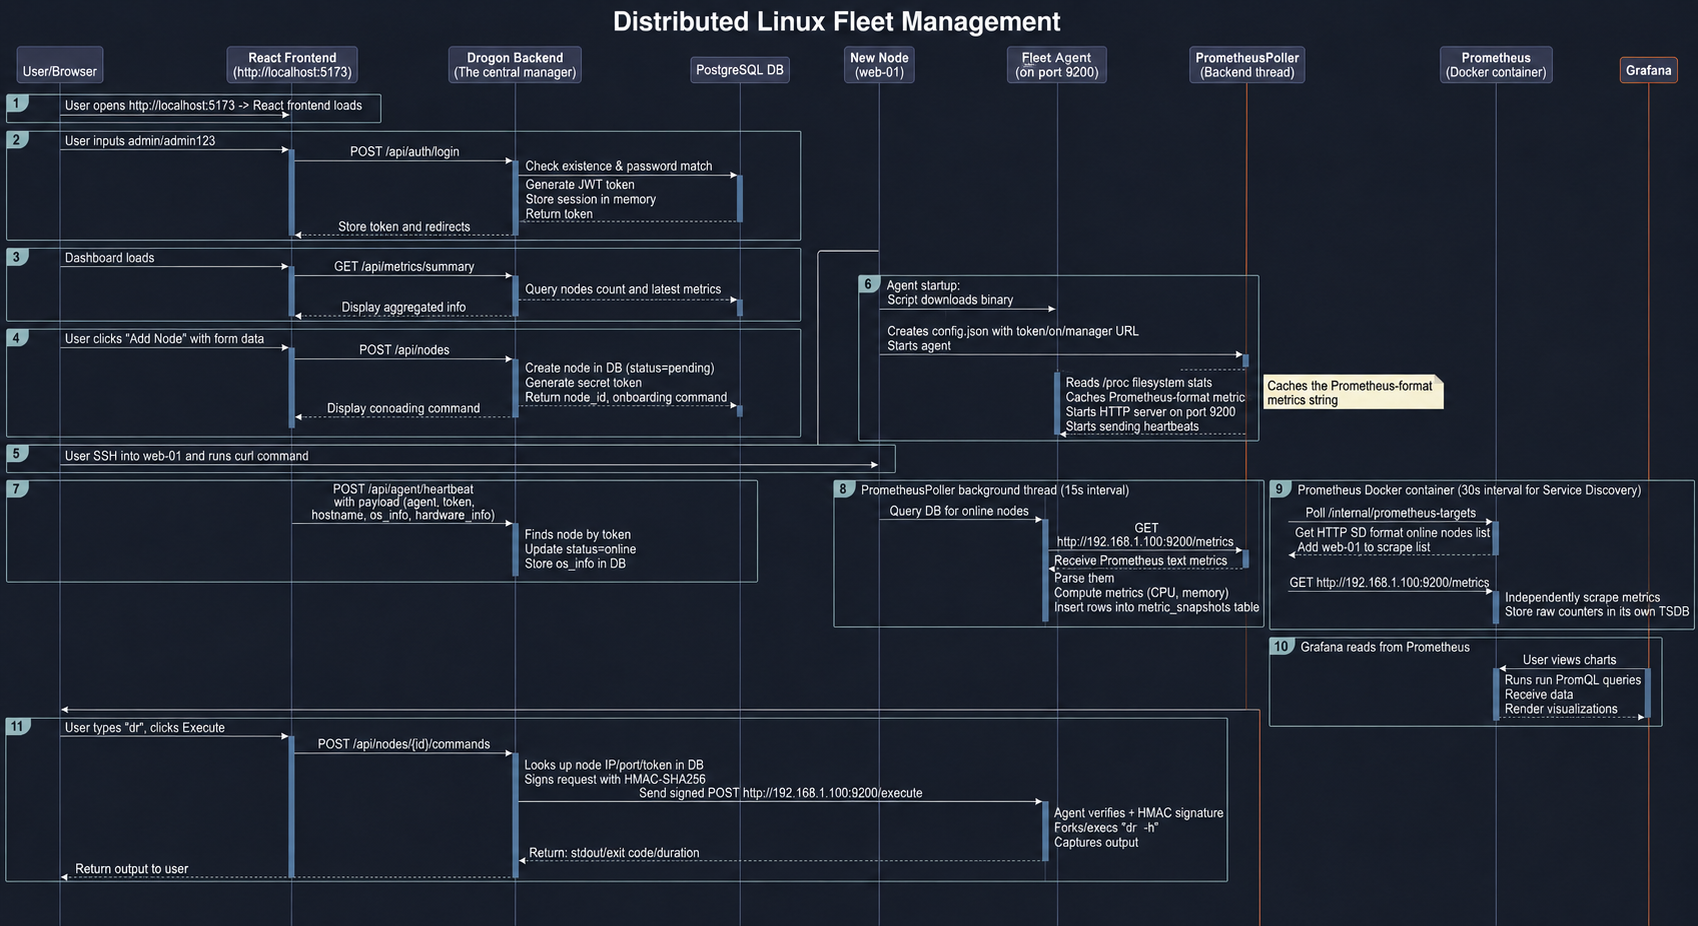 Distributed Linux Fleet Management
User/Browser
React Frontend
(http://localhost:5173)
Drogon Backend
(The central manager)
PostgreSQL DB
New Node
(web-01)
Fleet Agent
(on port 9200)
PrometheusPoller
(Backend thread)
Prometheus
(Docker container)
Grafana
1
User opens http://localhost:5173 -> React frontend loads
2
User inputs admin/admin123
POST /api/auth/login
Check existence & password match
Generate JWT token
Store session in memory
Return token
Store token and redirects
3
Dashboard loads
GET /api/metrics/summary
Query nodes count and latest metrics
Display aggregated info
4
User clicks "Add Node" with form data
POST /api/nodes
Create node in DB (status=pending)
Generate secret token
Return node_id, onboarding command
Display conoading command
5
User SSH into web-01 and runs curl command
6
Agent startup:
Script downloads binary
Creates config.json with token/on/manager URL
Starts agent
Reads /proc filesystem stats
Caches Prometheus-format metric
Starts HTTP server on port 9200
Starts sending heartbeats
Caches the Prometheus-format
metrics string
7
POST /api/agent/heartbeat
with payload (agent, token,
hostname, os_info, hardware_info)
Finds node by token
Update status=online
Store os_info in DB
8
PrometheusPoller background thread (15s interval)
Query DB for online nodes
GET
http://192.168.1.100:9200/metrics
Receive Prometheus text metrics
Parse them
Compute metrics (CPU, memory)
Insert rows into metric_snapshots table
9
Prometheus Docker container (30s interval for Service Discovery)
Poll /internal/prometheus-targets
Get HTTP SD format online nodes list
Add web-01 to scrape list
GET http://192.168.1.100:9200/metrics
Independently scrape metrics
Store raw counters in its own TSDB
10
Grafana reads from Prometheus
User views charts
Runs run PromQL queries
Receive data
Render visualizations
11
User types "dr", clicks Execute
POST /api/nodes/{id}/commands
Looks up node IP/port/token in DB
Signs request with HMAC-SHA256
Send signed POST http://192.168.1.100:9200/execute
Agent verifies + HMAC signature
Forks/execs "dr -h"
Captures output
Return: stdout/exit code/duration
Return output to user